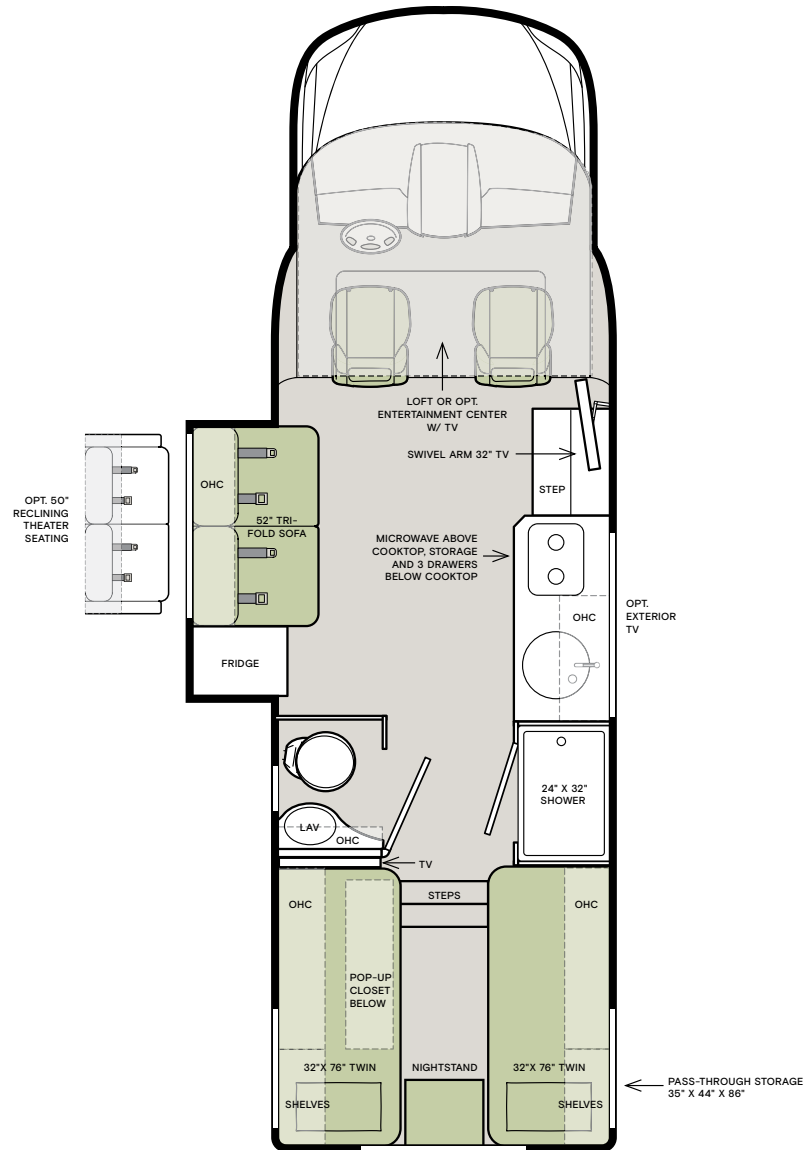 LOFT OR OPT.
ENTERTAINMENT CENTER
W/ TV
SWIVEL ARM 32" TV
STEP
OHC
52" TRI-
FOLD SOFA
OPT. 50"
RECLINING
THEATER
SEATING
MICROWAVE ABOVE
COOKTOP, STORAGE
AND 3 DRAWERS
BELOW COOKTOP
OHC
OPT.
EXTERIOR
TV
FRIDGE
24" X 32"
SHOWER
LAV
OHC
TV
STEPS
OHC
OHC
POP-UP
CLOSET
BELOW
32"X 76" TWIN
NIGHTSTAND
32"X 76" TWIN
SHELVES
SHELVES
PASS-THROUGH STORAGE
35" X 44" X 86"